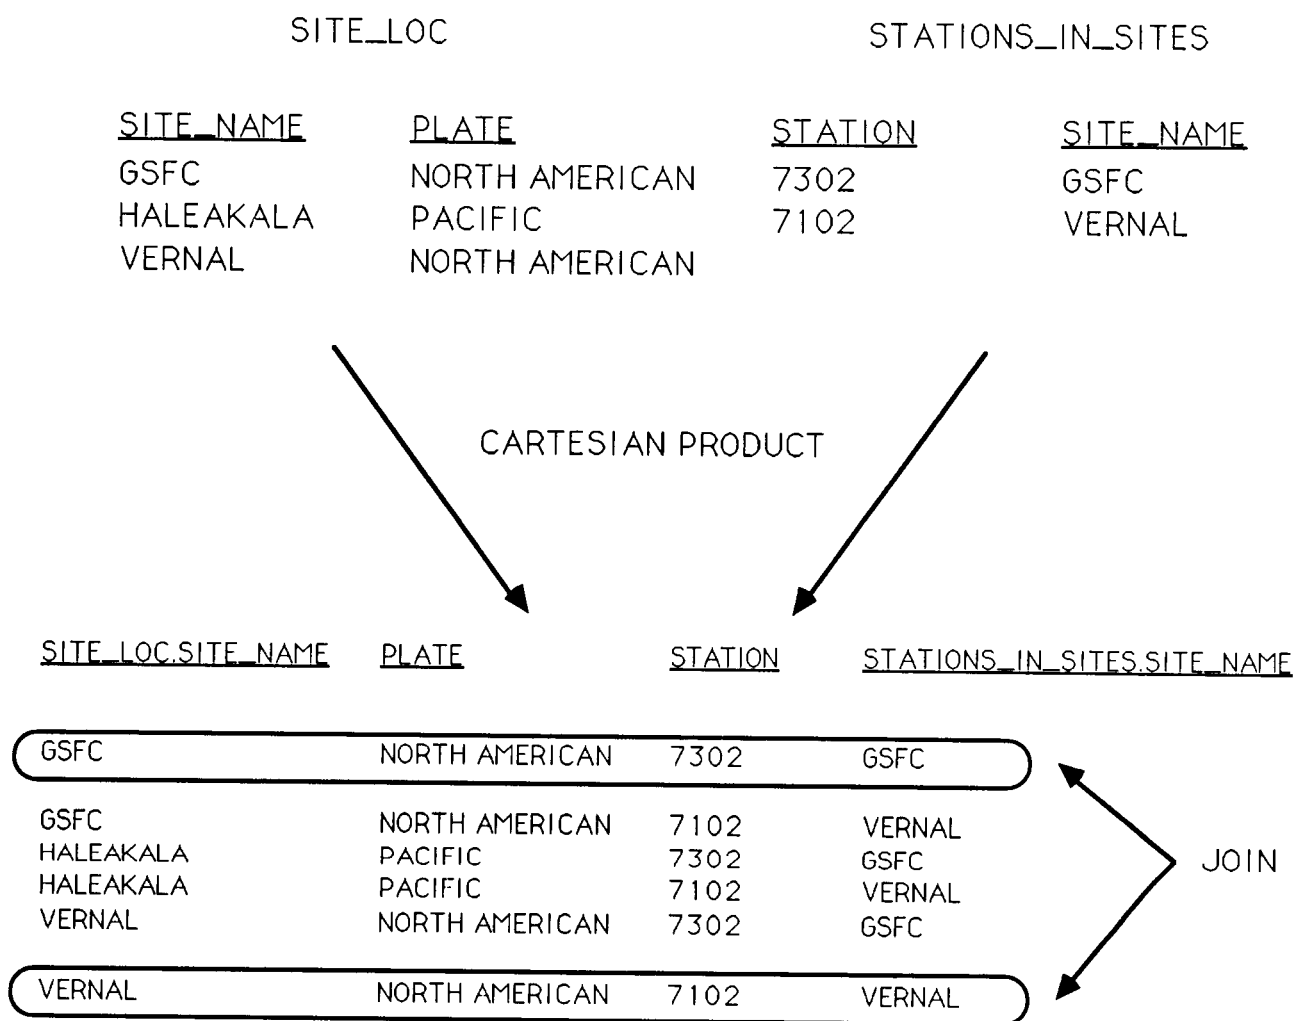 SITE_LOC STATIONS_IN_SITES
SITE_NAME PLATE STATION SITE_NAME
GSFC NORTH AMERICAN 7302 GSFC
HALEAKALA PACIFIC 7102 VERNAL
VERNAL NORTH AMERICAN
CARTESIAN PRODUCT
SITE_LOC.SITE_NAME PLATE STATION STATIONS_IN_SITES.SITE_NAME
GSFC NORTH AMERICAN 7302 GSFC
GSFC NORTH AMERICAN 7102 VERNAL
HALEAKALA PACIFIC 7302 GSFC
HALEAKALA PACIFIC 7102 VERNAL
VERNAL NORTH AMERICAN 7302 GSFC
VERNAL NORTH AMERICAN 7102 VERNAL
JOIN